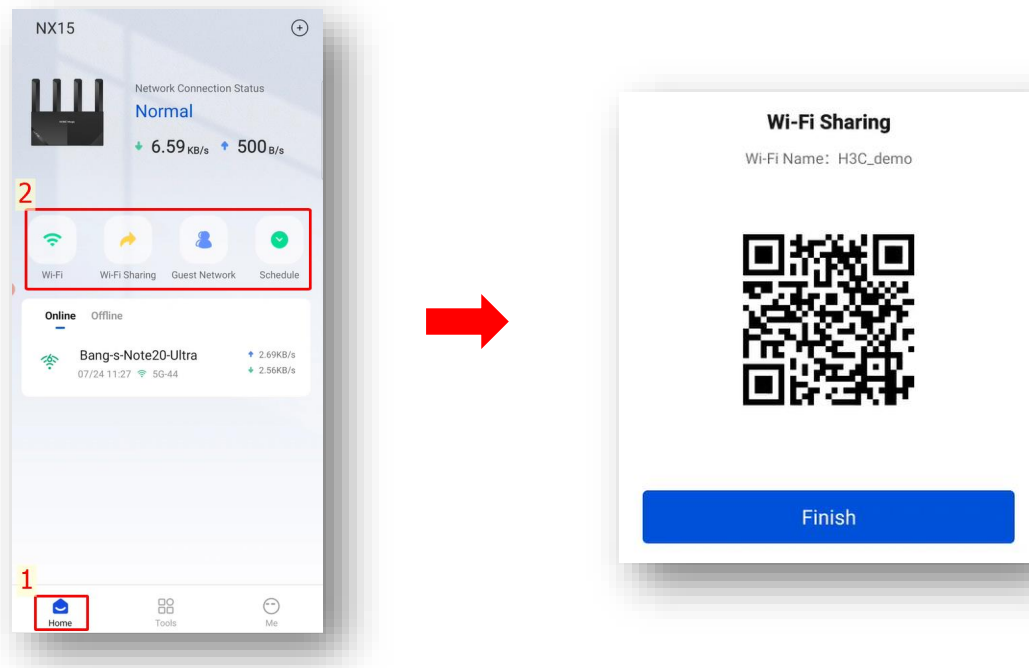 NX15
Network Connection Status
Normal
6.59 KB/s 500 B/s
2
Wi-Fi Wi-Fi Sharing Guest Network Schedule
Online Offline
Bang-s-Note20-Ultra 2.69KB/s
07/24 11:27 5G-44 2.56KB/s
1
Home Tools Me
Wi-Fi Sharing
Wi-Fi Name: H3C_demo
Finish